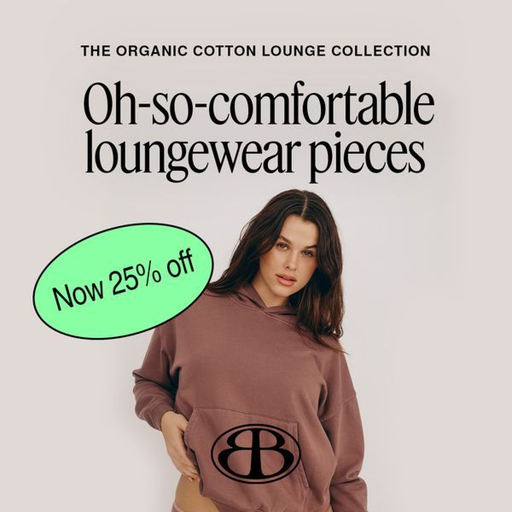 THE ORGANIC COTTON LOUNGE COLLECTION
Oh-so-comfortable
loungewear pieces
Now 25% off